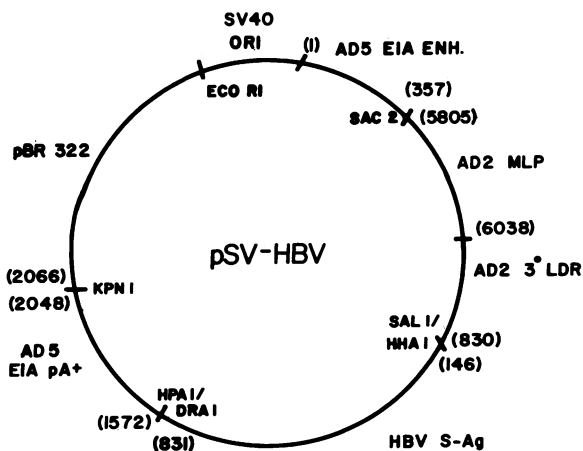 SV40
ORI
(1)
AD5 EIA ENH.
ECO RI
(357)
SAC 2
(5805)
AD2 MLP
pBR 322
(6038)
pSV-HBV
AD2 3° LDR
(2066)
KPN I
(2048)
SAL I/
HHA I
(830)
(146)
AD5
EIA pA+
HPA I/
DRA I
(1572)
(831)
HBV S-Ag